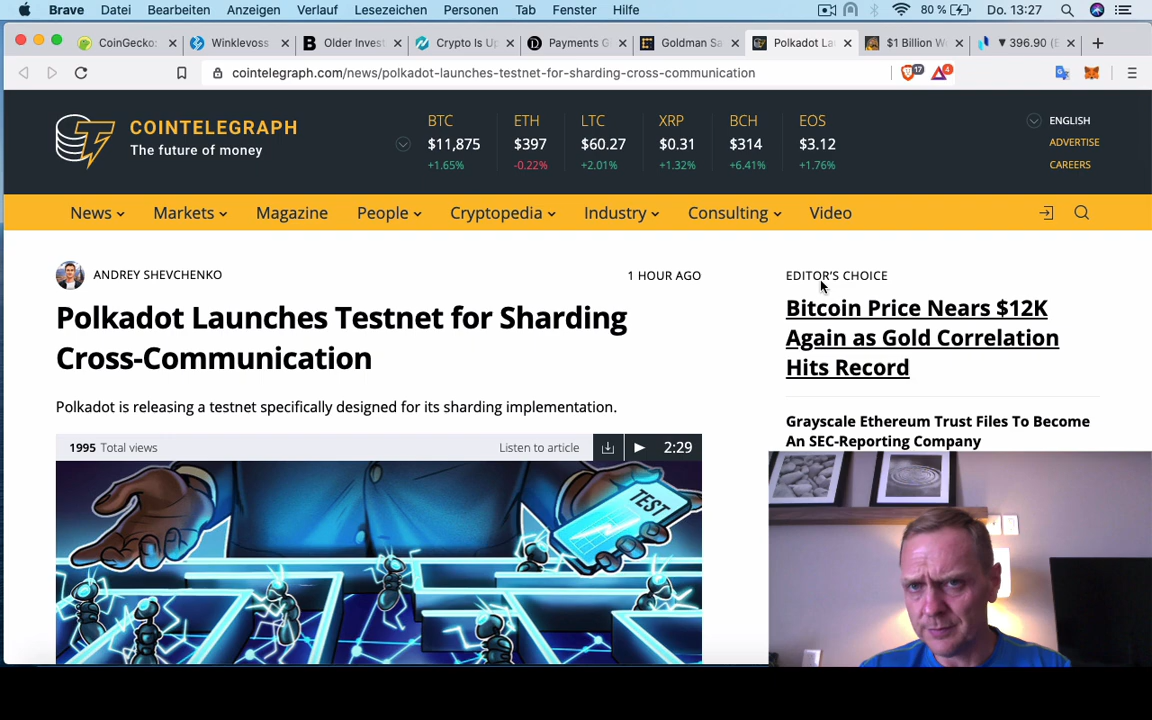 Brave Datei Bearbeiten Anzeigen Verlauf Lesezeichen Personen Tab Fenster Hilfe 80 % Do. 13:27
CoinGecko: Winklevoss Older Invest Crypto Is Up Payments G Goldman Sa Polkadot La $1 Billion W ▼ 396.90 (E
cointelegraph.com/news/polkadot-launches-testnet-for-sharding-cross-communication 17 4
COINTELEGRAPH
The future of money
BTC ETH LTC XRP BCH EOS
$11,875 $397 $60.27 $0.31 $314 $3.12
+1.65% -0.22% +2.01% +1.32% +6.41% +1.76%
ENGLISH
ADVERTISE
CAREERS
News Markets Magazine People Cryptopedia Industry Consulting Video
ANDREY SHEVCHENKO 1 HOUR AGO
Polkadot Launches Testnet for Sharding
Cross-Communication
Polkadot is releasing a testnet specifically designed for its sharding implementation.
1995 Total views Listen to article 2:29
TEST
EDITOR'S CHOICE
Bitcoin Price Nears $12K
Again as Gold Correlation
Hits Record
Grayscale Ethereum Trust Files To Become
An SEC-Reporting Company